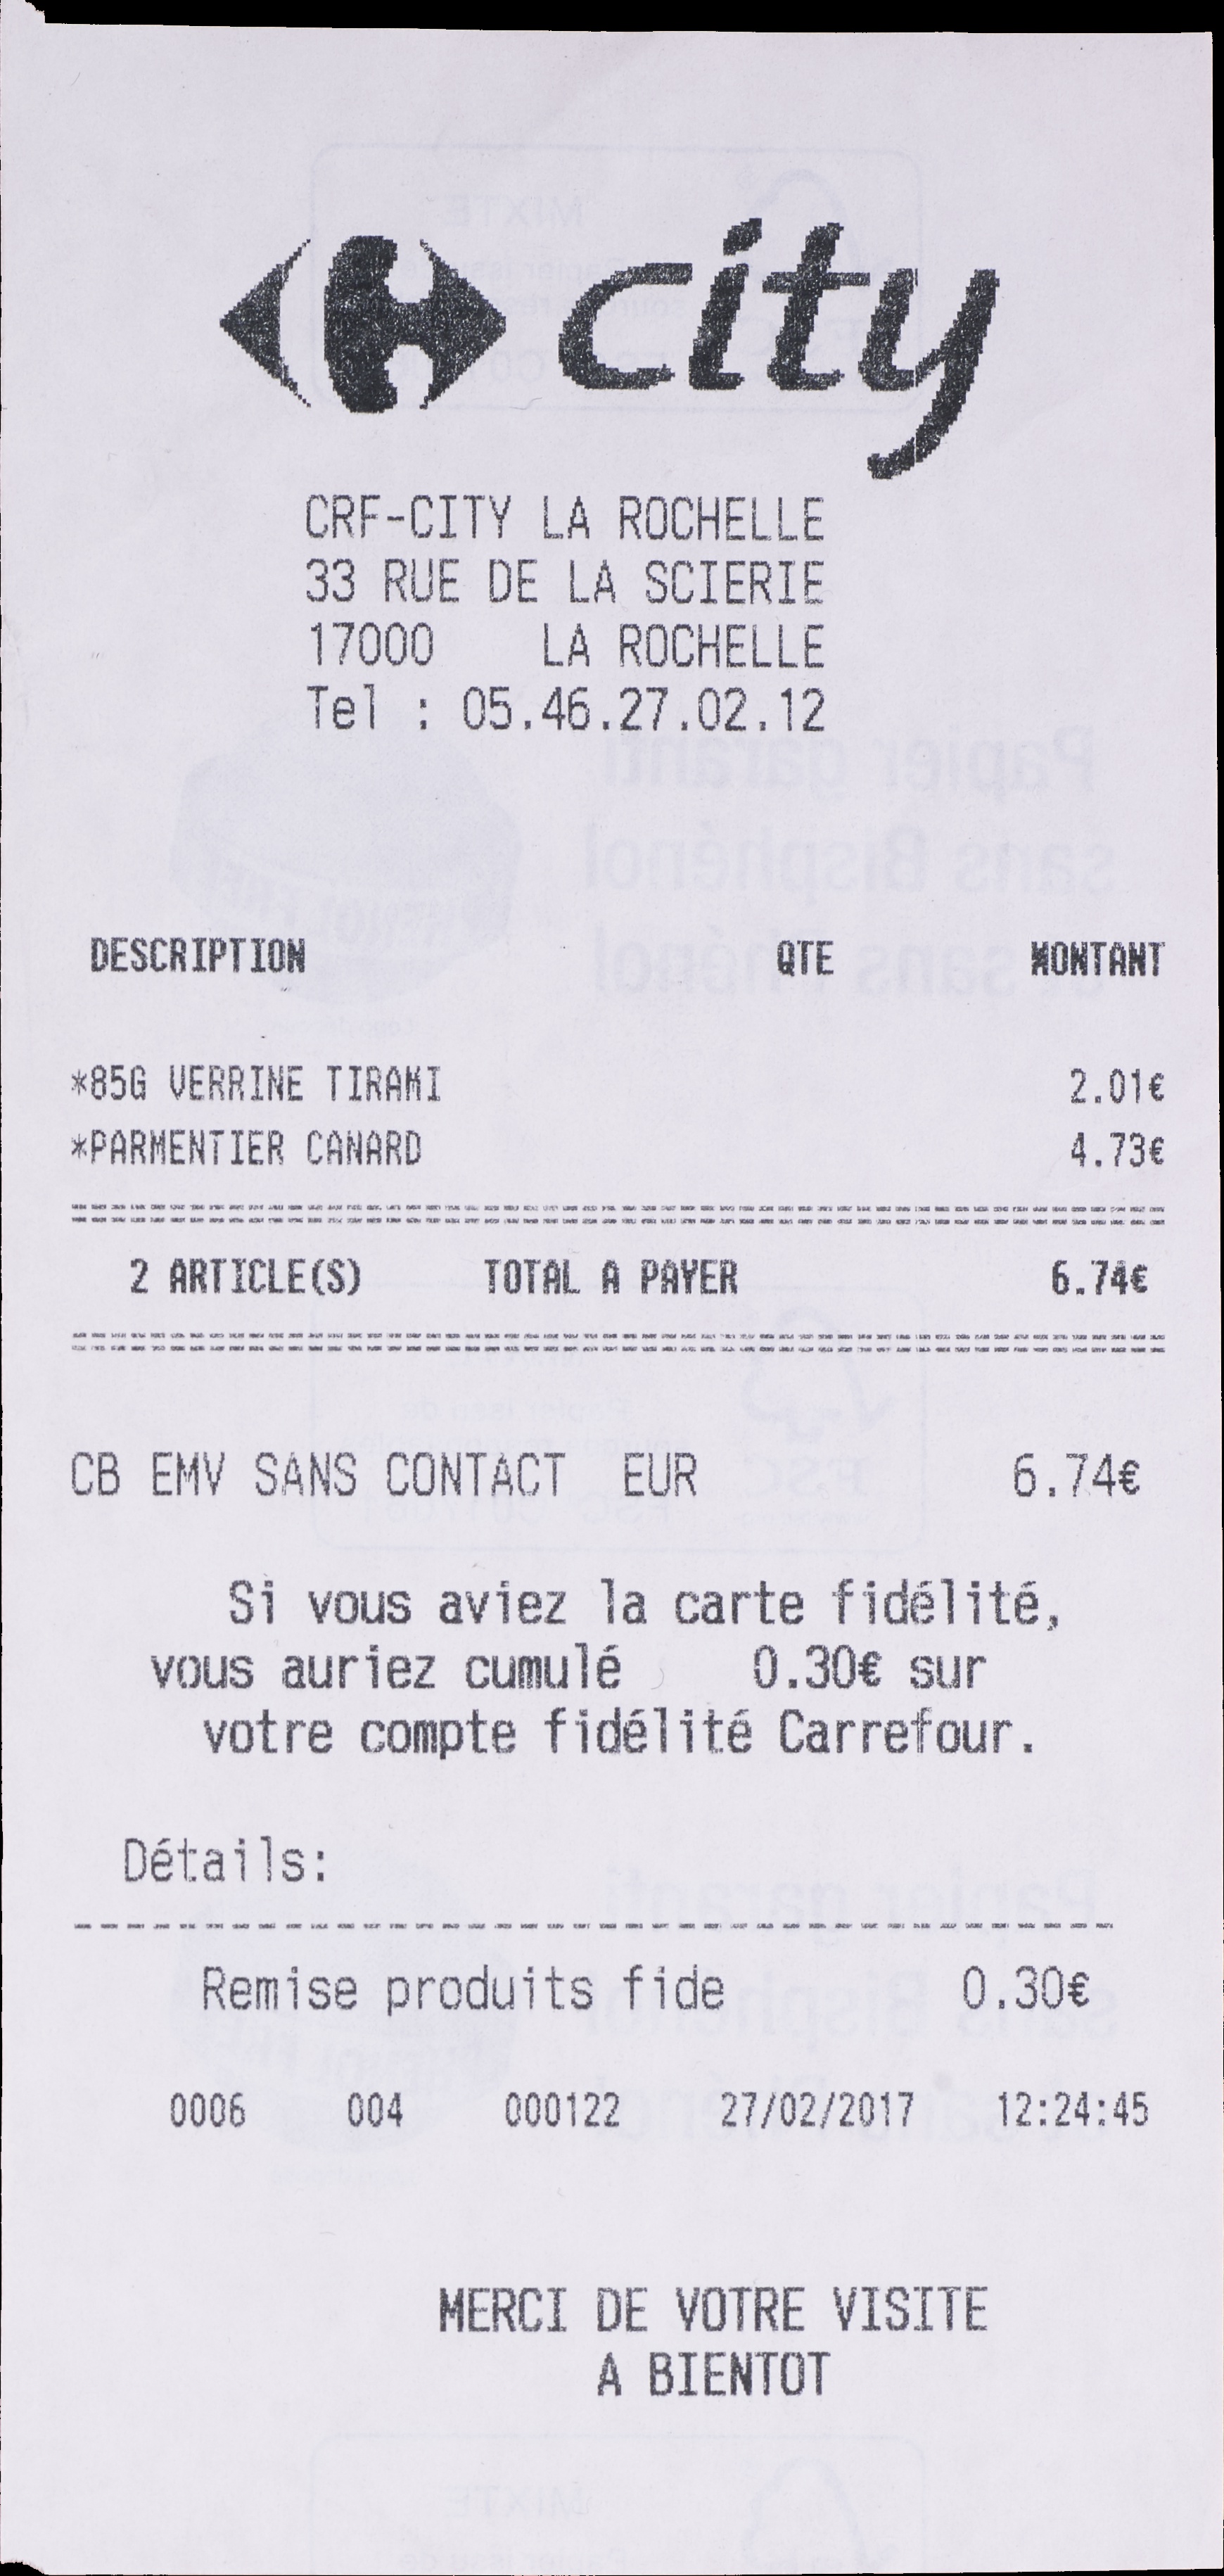 city
CRF-CITY LA ROCHELLE
33 RUE DE LA SCIERIE
17000 LA ROCHELLE
Tel : 05.46.27.02.12
DESCRIPTION QTE MONTANT
*85G VERRINE TIRAMI 2.01€
*PARMENTIER CANARD 4.73€
2 ARTICLE(S) TOTAL A PAYER 6.74€
CB EMV SANS CONTACT EUR 6.74€
Si vous aviez la carte fidélité,
vous auriez cumulé 0.30€ sur
votre compte fidélité Carrefour.
Détails:
Remise produits fide 0.30€
0006 004 000122 27/02/2017 12:24:45
MERCI DE VOTRE VISITE
A BIENTOT